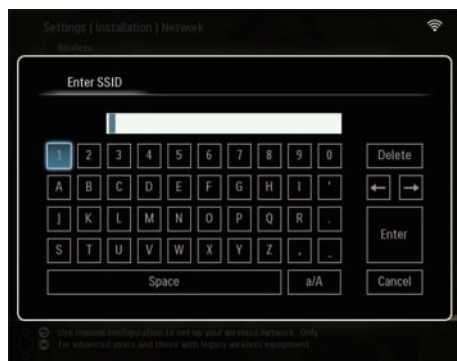 Settings | Installation | Network
Wireless
Enter SSID
1 2 3 4 5 6 7 8 9 0 Delete
A B C D E F G H I ' ← →
J K L M N O P Q R . Enter
S T U V W X Y Z , _
Space a/A Cancel
Use manual configuration to set up your wireless network. Only
for advanced users and those with legacy wireless equipment.